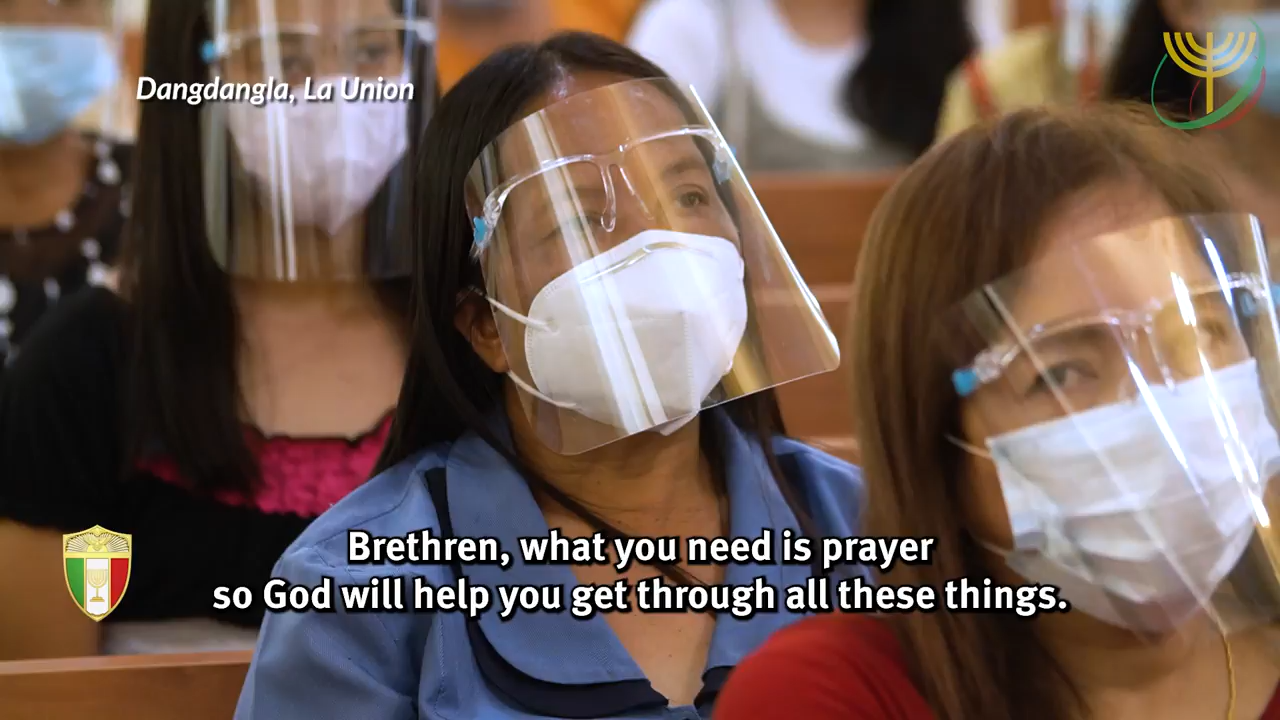 Dangdangla, La Union
Brethren, what you need is prayer
so God will help you get through all these things.